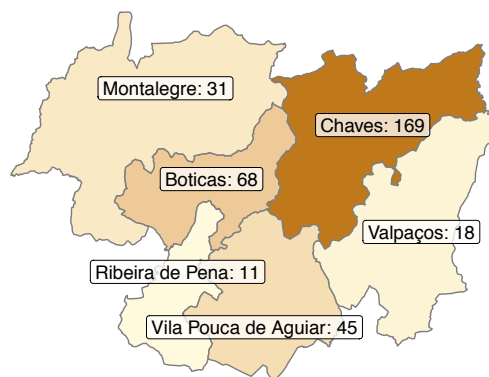 Montalegre: 31
Chaves: 169
Boticas: 68
Valpaços: 18
Ribeira de Pena: 11
Vila Pouca de Aguiar: 45